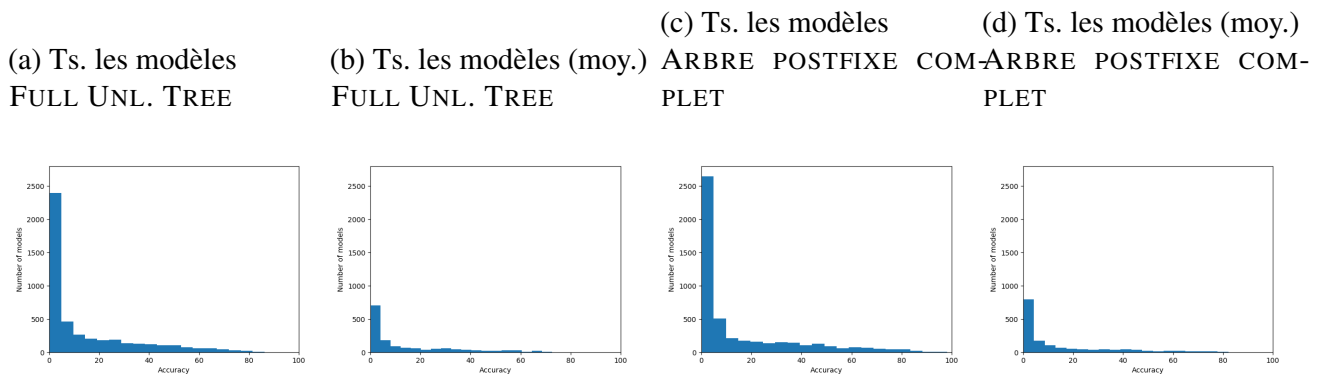 (a) Ts. les modèles
FULL UNL. TREE
(b) Ts. les modèles (moy.)
FULL UNL. TREE
(c) Ts. les modèles
ARBRE POSTFIXE COM-
PLET
(d) Ts. les modèles (moy.)
ARBRE POSTFIXE COM-
PLET
Number of models
2500
2000
1500
1000
500
0
0 20 40 60 80 100
Accuracy
Number of models
2500
2000
1500
1000
500
0
0 20 40 60 80 100
Accuracy
Number of models
2500
2000
1500
1000
500
0
0 20 40 60 80 100
Accuracy
Number of models
2500
2000
1500
1000
500
0
0 20 40 60 80 100
Accuracy